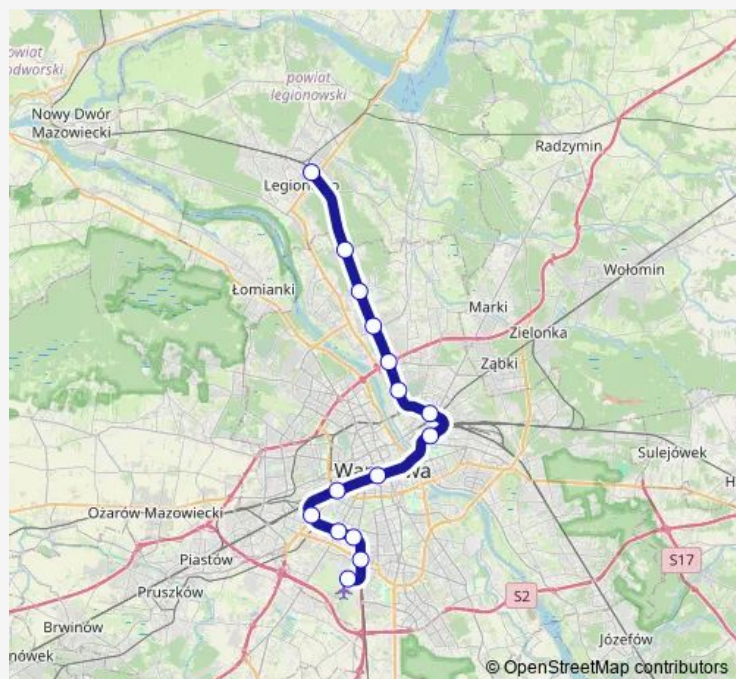 powiat
legionowski
Nowy Dwór
Mazowiecki
Radzymin
Łomianki
Wołomin
Marki
Zielonka
Ząbki
Sulejówek
Ożarów Mazowiecki
Piastów
Pruszków
S17
S2
Brwinów
Józefów
© OpenStreetMap contributors